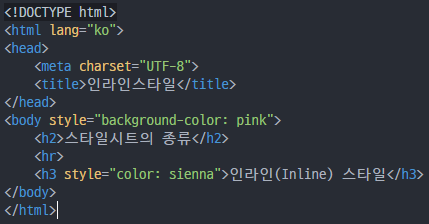 <!DOCTYPE html>
<html lang="ko">
<head>
    <meta charset="UTF-8">
    <title>인라인스타일</title>
</head>
<body style="background-color: pink">
    <h2>스타일시트의 종류</h2>
    <hr>
    <h3 style="color: sienna">인라인(Inline) 스타일</h3>
</body>
</html>